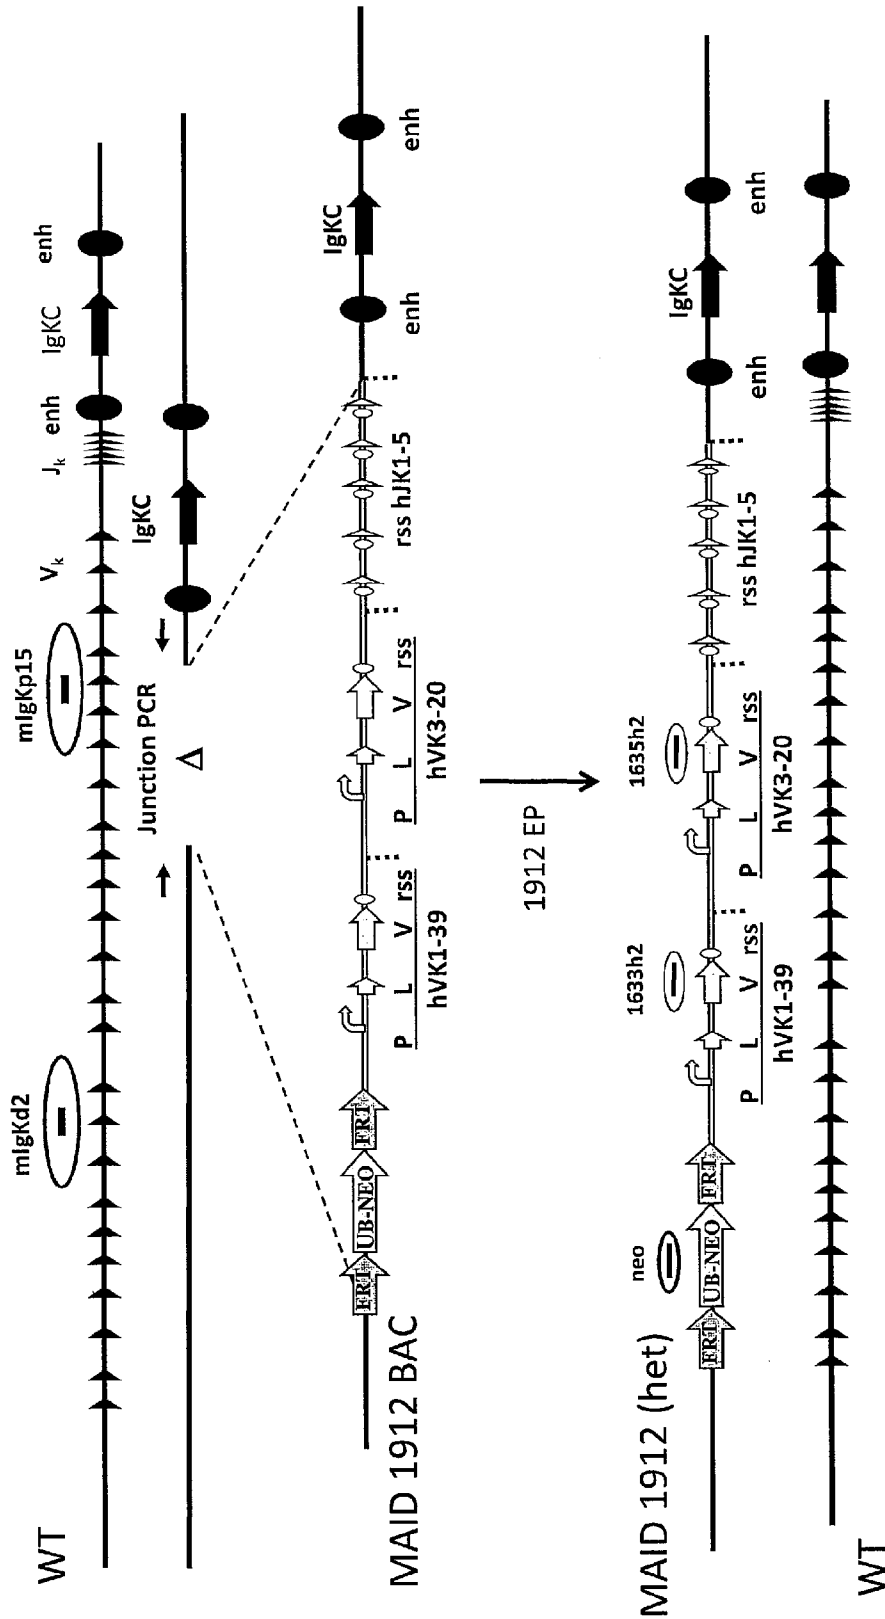 WT
mIgKd2
mIgKp15
Vk
Jk
enh
IgKC
enh
Junction PCR
Δ
IgKC
FRT
UB-NEO
FRT
P L V rss
hVK1-39
P L V rss
hVK3-20
rss hJK1-5
enh
IgKC
enh
MAID 1912 BAC
1912 EP
MAID 1912 (het)
neo
1633h2
1635h2
FRT
UB-NEO
FRT
P L V rss
hVK1-39
P L V rss
hVK3-20
rss hJK1-5
enh
IgKC
enh
WT